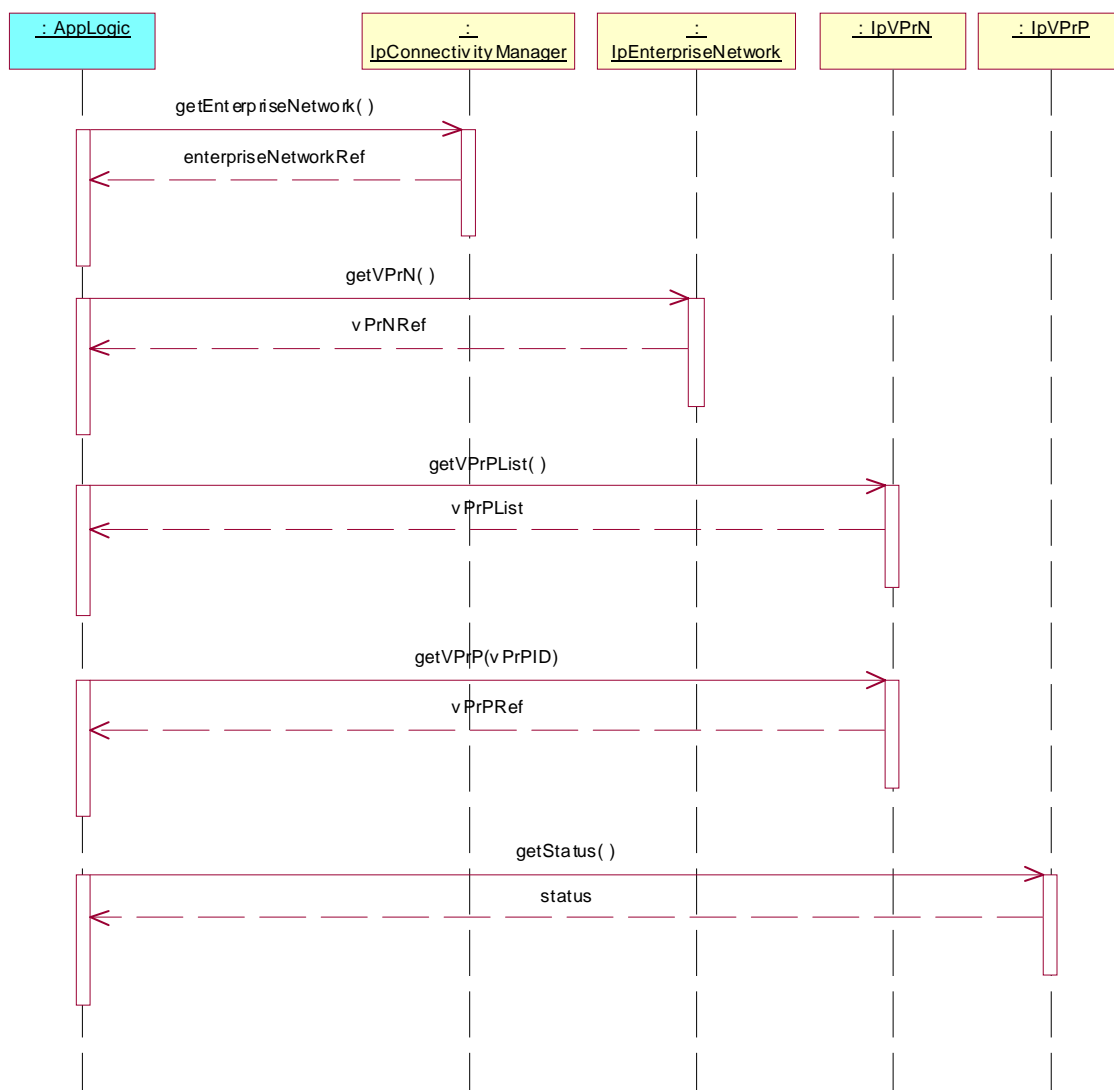 : AppLogic
:
IpConnectivityManager
:
IpEnterpriseNetwork
: IpVPrN
: IpVPrP
getEnterpriseNetwork( )
enterpriseNetworkRef
getVPrN( )
vPrNRef
getVPrPList( )
vPrPList
getVPrP(vPrPID)
vPrPRef
getStatus( )
status